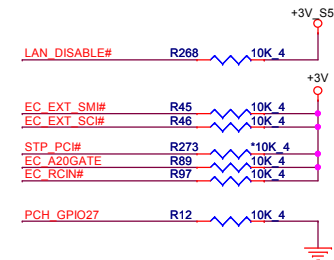 +3V_S5
LAN_DISABLE# R268 10K_4
+3V
EC_EXT_SMI# R45 10K_4
EC_EXT_SCI# R46 10K_4
STP_PCI# R273 *10K_4
EC_A20GATE R89 10K_4
EC_RCIN# R97 10K_4
PCH_GPIO27 R12 10K_4